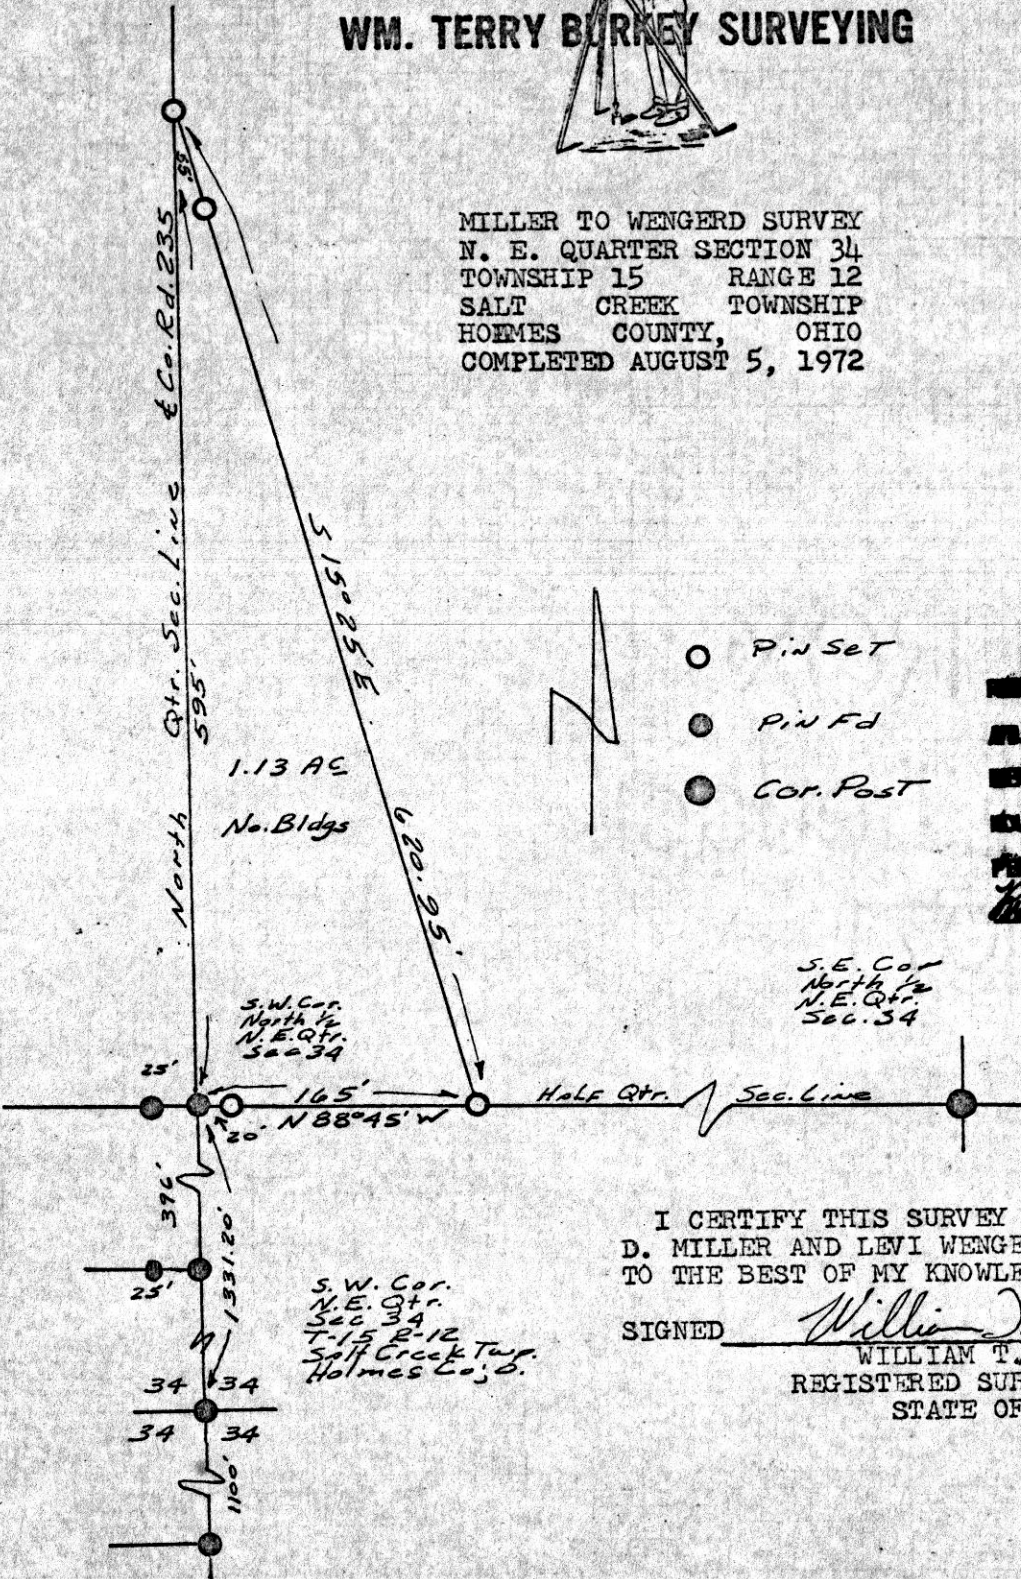 WM. TERRY BURKEY SURVEYING
MILLER TO WENGERD SURVEY
N. E. QUARTER SECTION 34
TOWNSHIP 15 RANGE 12
SALT CREEK TOWNSHIP
HOEMES COUNTY, OHIO
COMPLETED AUGUST 5, 1972
55'
Qtr. Sec. Line ¢ Co. Rd. 235
North 595'
S 15° 25' E
620.95'
1.13 AC
No. Bldgs
Pin Set
Pin Fd
Cor. Post
S.W. Cor.
North 1/2
N.E. Qtr.
Sec 34
S.E. Cor
North 1/2
N.E. Qtr.
Sec. 34
25'
165'
N 88° 45' W
20'
Half Qtr. Sec. Line
396'
1331.20'
25'
S. W. Cor.
N.E. Qtr.
Sec 34
T-15 R-12
Salt Creek Twp.
Holmes Co; O.
34 34
34 34
1100'
I CERTIFY THIS SURVEY
D. MILLER AND LEVI WENGE
TO THE BEST OF MY KNOWLE
SIGNED William
WILLIAM T.
REGISTERED SUR
STATE OF